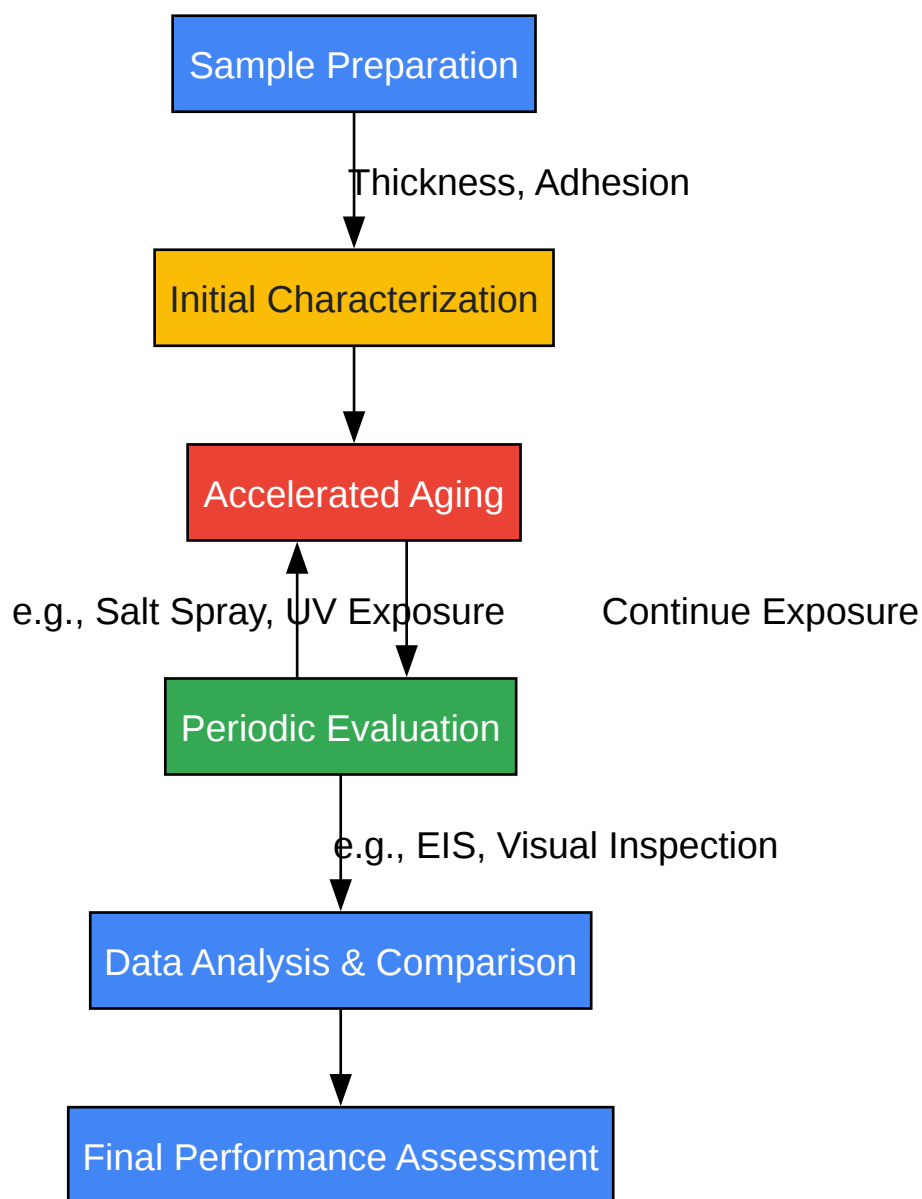 Sample Preparation
Thickness, Adhesion
Initial Characterization
Accelerated Aging
e.g., Salt Spray, UV Exposure
Continue Exposure
Periodic Evaluation
e.g., EIS, Visual Inspection
Data Analysis & Comparison
Final Performance Assessment